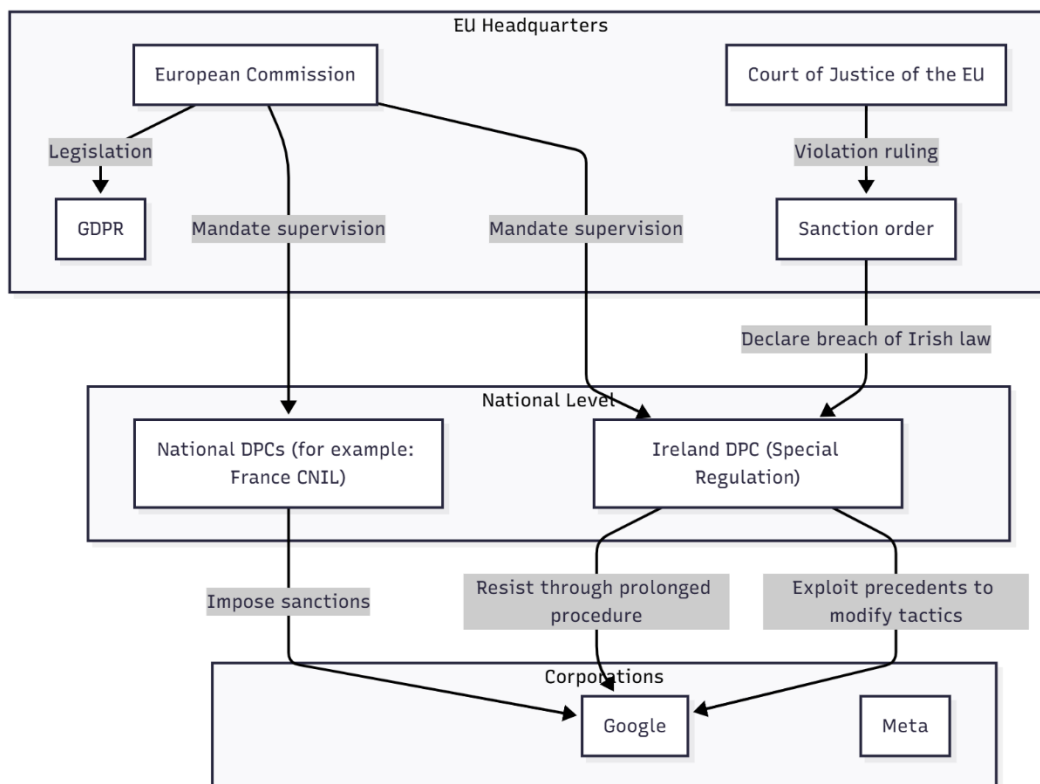 EU Headquarters
European Commission
Court of Justice of the EU
Legislation
Violation ruling
GDPR
Mandate supervision
Mandate supervision
Sanction order
Declare breach of Irish law
National Level
National DPCs (for example:
France CNIL)
Ireland DPC (Special
Regulation)
Impose sanctions
Resist through prolonged
procedure
Exploit precedents to
modify tactics
Corporations
Google
Meta